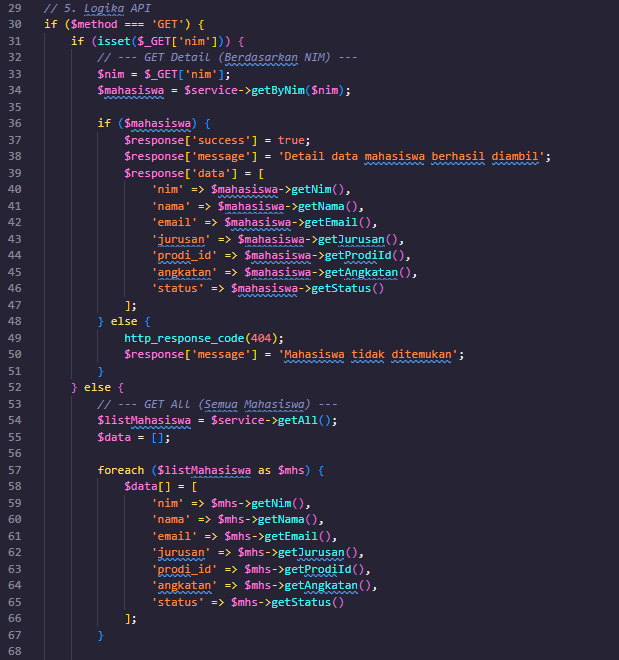 29 // 5. Logika API
30 if ($method === 'GET') {
31     if (isset($_GET['nim'])) {
32         // --- GET Detail (Berdasarkan NIM) ---
33         $nim = $_GET['nim'];
34         $mahasiswa = $service->getByNim($nim);
35
36         if ($mahasiswa) {
37             $response['success'] = true;
38             $response['message'] = 'Detail data mahasiswa berhasil diambil';
39             $response['data'] = [
40                 'nim' => $mahasiswa->getNim(),
41                 'nama' => $mahasiswa->getNama(),
42                 'email' => $mahasiswa->getEmail(),
43                 'jurusan' => $mahasiswa->getJurusan(),
44                 'prodi_id' => $mahasiswa->getProdiId(),
45                 'angkatan' => $mahasiswa->getAngkatan(),
46                 'status' => $mahasiswa->getStatus()
47             ];
48         } else {
49             http_response_code(404);
50             $response['message'] = 'Mahasiswa tidak ditemukan';
51         }
52     } else {
53         // --- GET All (Semua Mahasiswa) ---
54         $listMahasiswa = $service->getAll();
55         $data = [];
56
57         foreach ($listMahasiswa as $mhs) {
58             $data[] = [
59                 'nim' => $mhs->getNim(),
60                 'nama' => $mhs->getNama(),
61                 'email' => $mhs->getEmail(),
62                 'jurusan' => $mhs->getJurusan(),
63                 'prodi_id' => $mhs->getProdiId(),
64                 'angkatan' => $mhs->getAngkatan(),
65                 'status' => $mhs->getStatus()
66             ];
67         }
68